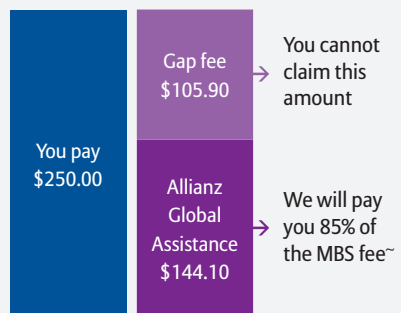 You pay
$250.00
Gap fee
$105.90
You cannot
claim this
amount
Allianz
Global
Assistance
$144.10
We will pay
you 85% of
the MBS fee~